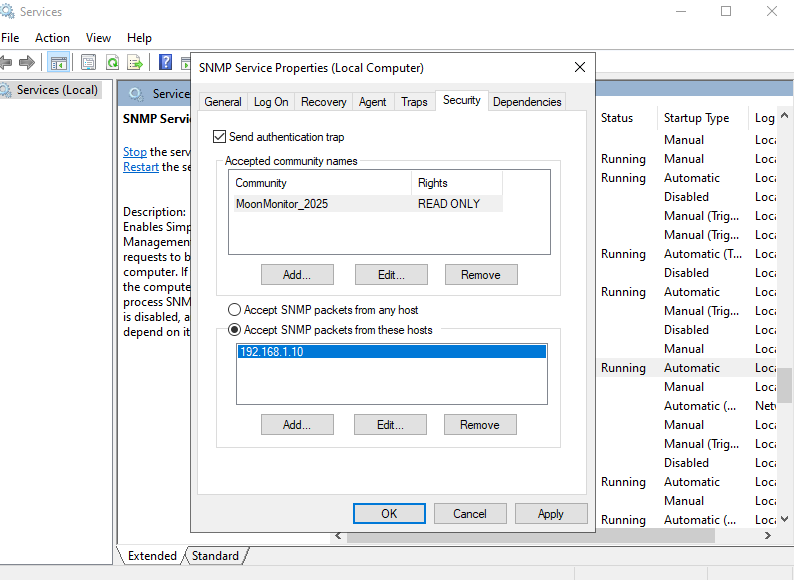 Services
File Action View Help
Services (Local)
Service
SNMP Servi
Stop the serv
Restart the se
Description:
Enables Simp
Managemen
requests to b
computer. If
the compute
process SNM
is disabled, a
depend on it
SNMP Service Properties (Local Computer)
General Log On Recovery Agent Traps Security Dependencies
Send authentication trap
Accepted community names
Community Rights
MoonMonitor_2025 READ ONLY
Add... Edit... Remove
Accept SNMP packets from any host
Accept SNMP packets from these hosts
192.168.1.10
Add... Edit... Remove
OK Cancel Apply
Status Startup Type Log
Manual Loca
Running Manual Loca
Running Automatic Loca
Disabled Loca
Manual (Trig... Loca
Manual (Trig... Loca
Running Automatic (T... Loca
Disabled Loca
Running Automatic Loca
Manual (Trig... Loca
Disabled Loca
Manual Loca
Running Automatic Loca
Manual Loca
Automatic (... Netv
Manual Loca
Manual (Trig... Loca
Disabled Loca
Running Automatic Loca
Manual Loca
Running Automatic (... Loca
Extended Standard